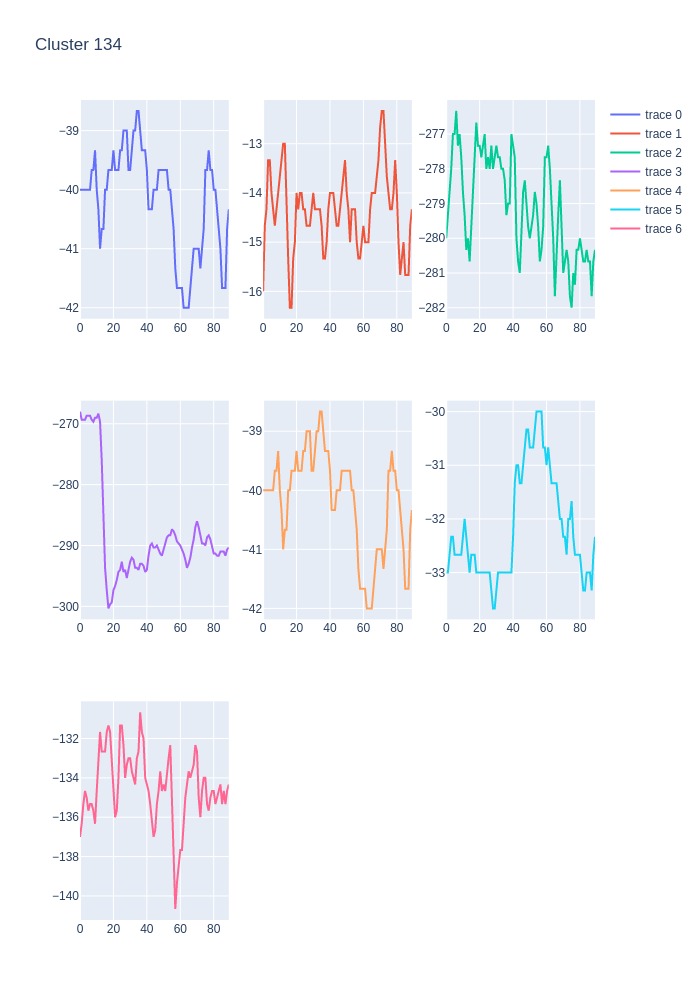 Cluster 134
−39
−40
−41
−42
0 20 40 60 80
−13
−14
−15
−16
0 20 40 60 80
−277
−278
−279
−280
−281
−282
0 20 40 60 80
trace 0
trace 1
trace 2
trace 3
trace 4
trace 5
trace 6
−270
−280
−290
−300
0 20 40 60 80
−39
−40
−41
−42
0 20 40 60 80
−30
−31
−32
−33
0 20 40 60 80
−132
−134
−136
−138
−140
0 20 40 60 80